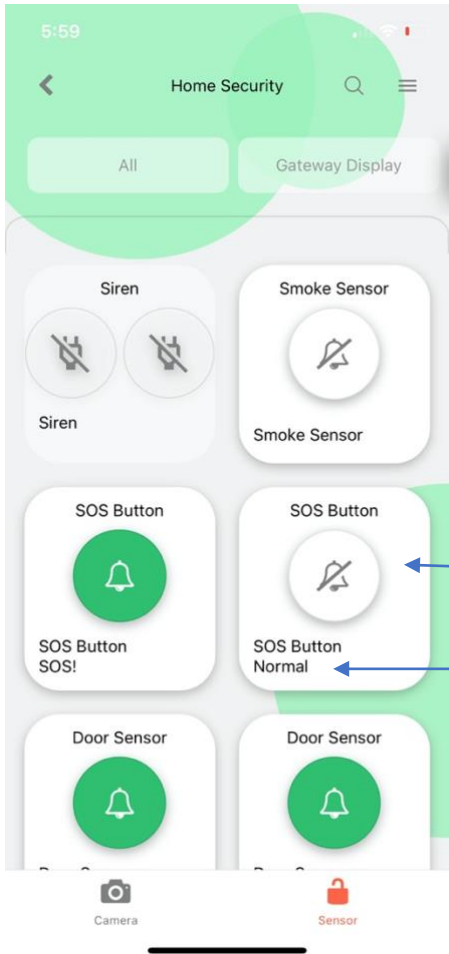 5:59
Home Security
All
Gateway Display
Siren
Smoke Sensor
Siren
Smoke Sensor
SOS Button
SOS Button
SOS Button
SOS!
SOS Button
Normal
Door Sensor
Door Sensor
Camera
Sensor